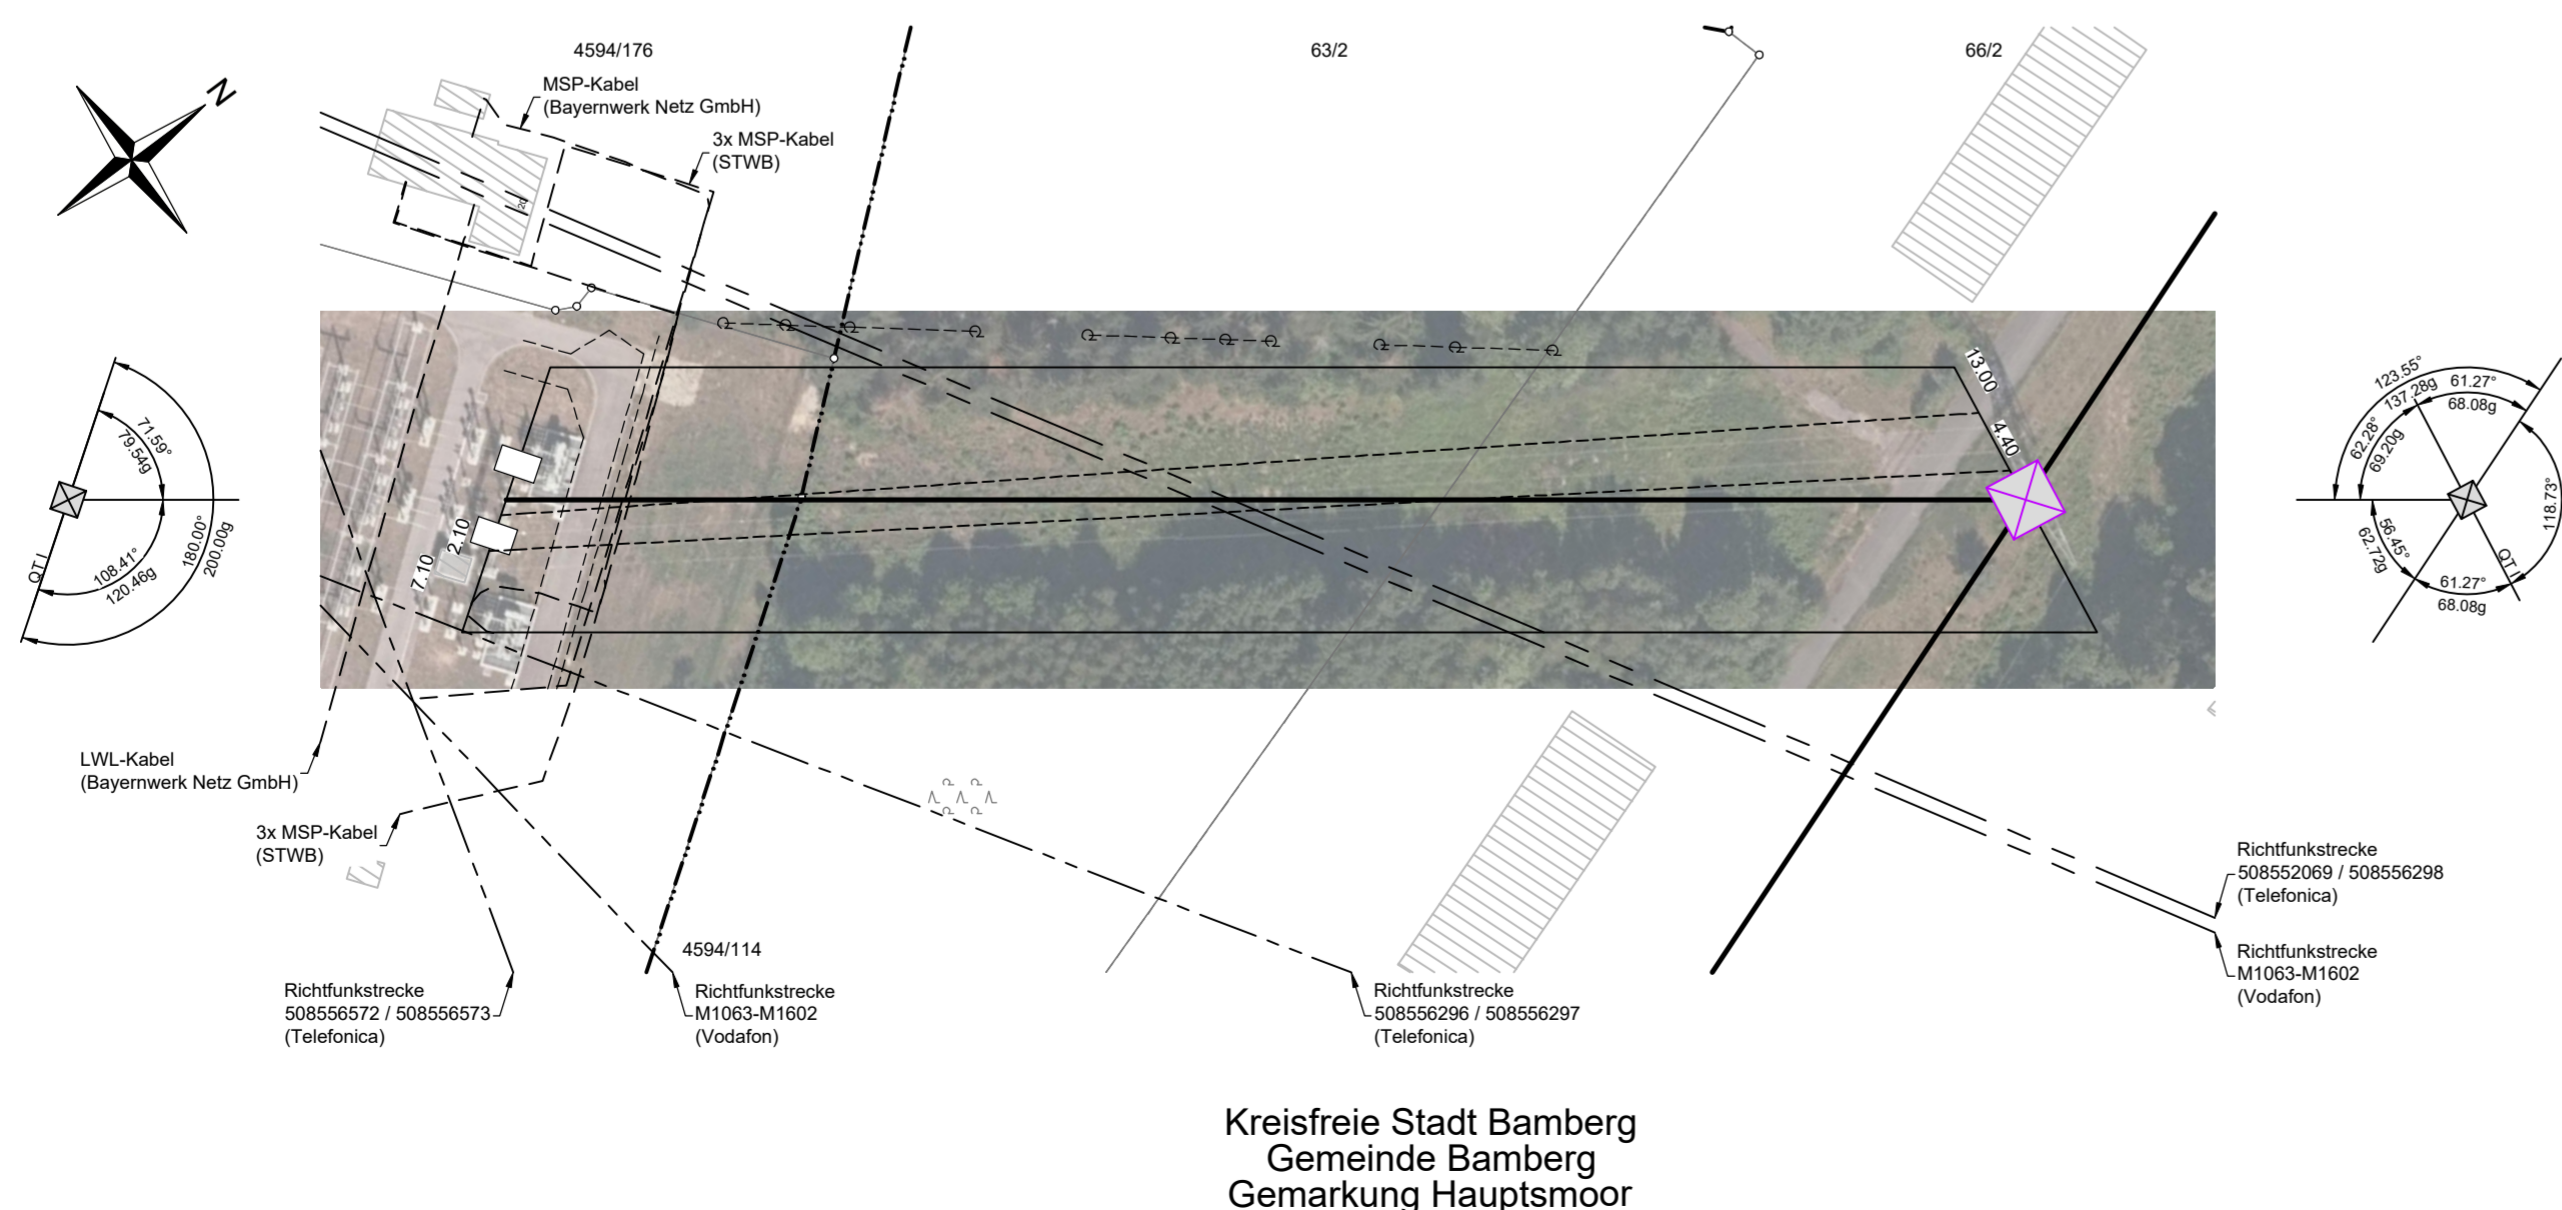 4594/176
63/2
66/2
N
MSP-Kabel
(Bayernwerk Netz GmbH)
3x MSP-Kabel
(STWB)
20
71.59°
79.54g
108.41°
120.46g
180.00°
200.00g
QT I
7.10
2.10
13.00
4.40
123.55°
137.28g
61.27°
68.08g
62.28°
69.20g
118.73°
56.45°
62.72g
61.27°
68.08g
QT I
LWL-Kabel
(Bayernwerk Netz GmbH)
3x MSP-Kabel
(STWB)
4594/114
Richtfunkstrecke
508556572 / 508556573
(Telefonica)
Richtfunkstrecke
M1063-M1602
(Vodafon)
Richtfunkstrecke
508556296 / 508556297
(Telefonica)
Richtfunkstrecke
508552069 / 508556298
(Telefonica)
Richtfunkstrecke
M1063-M1602
(Vodafon)
Kreisfreie Stadt Bamberg
Gemeinde Bamberg
Gemarkung Hauptsmoor